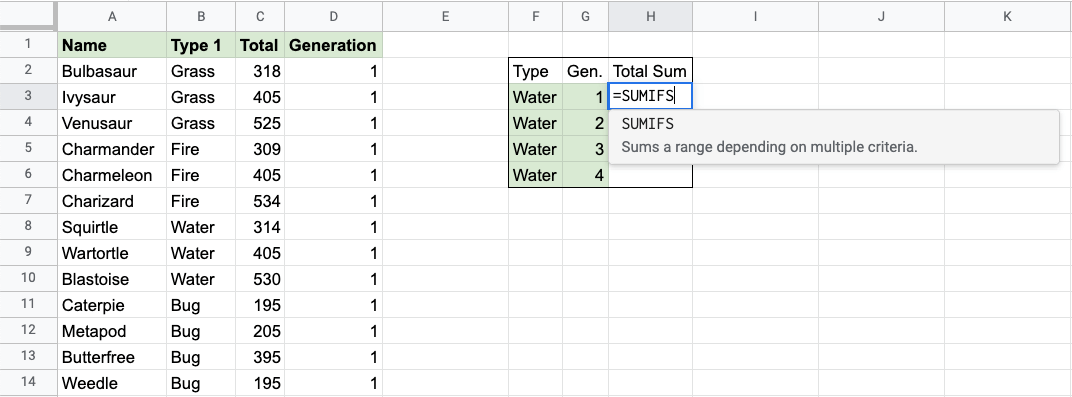 A B C D E F G H I J K
1 Name Type 1 Total Generation
2 Bulbasaur Grass 318 1 Type Gen. Total Sum
3 Ivysaur Grass 405 1 Water 1 =SUMIFS
4 Venusaur Grass 525 1 Water 2 SUMIFS
5 Charmander Fire 309 1 Water 3 Sums a range depending on multiple criteria.
6 Charmeleon Fire 405 1 Water 4
7 Charizard Fire 534 1
8 Squirtle Water 314 1
9 Wartortle Water 405 1
10 Blastoise Water 530 1
11 Caterpie Bug 195 1
12 Metapod Bug 205 1
13 Butterfree Bug 395 1
14 Weedle Bug 195 1